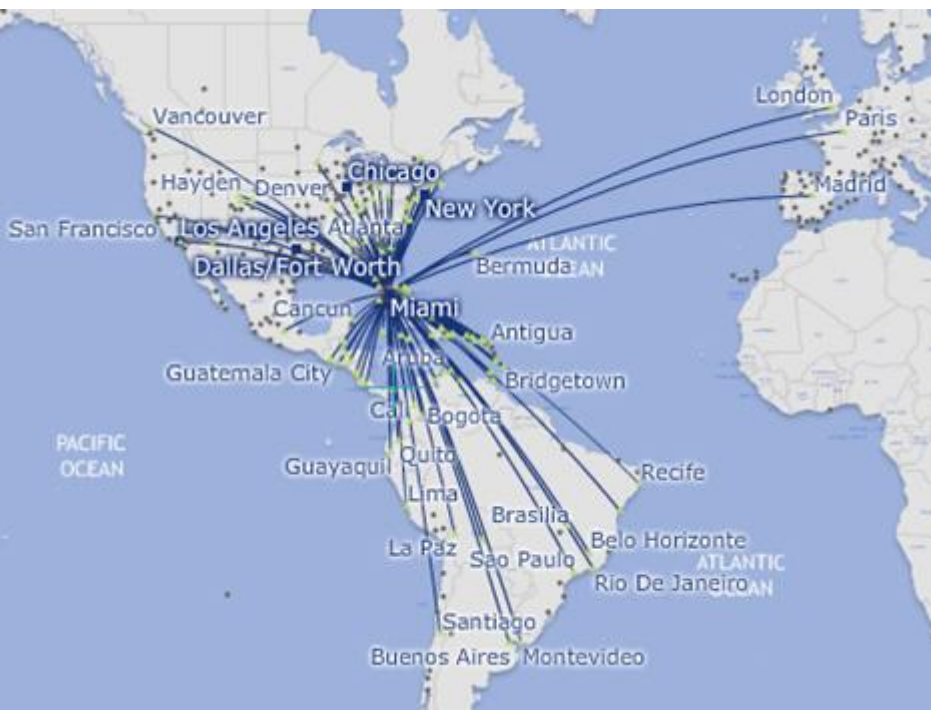 London
Vancouver
Paris
Chicago
Hayden
Denver
Madrid
New York
San Francisco
Los Angeles
Atlanta
ATLANTIC
Dallas/Fort Worth
Bermuda
EAN
Cancun
Miami
Antigua
Aruba
Guatemala City
Bridgetown
Cali
Bogota
PACIFIC
OCEAN
Quito
Guayaquil
Recife
Lima
Brasilia
La Paz
Belo Horizonte
Sao Paulo
ATLANTIC
Rio De Janeiro
EAN
Santiago
Buenos Aires
Montevideo